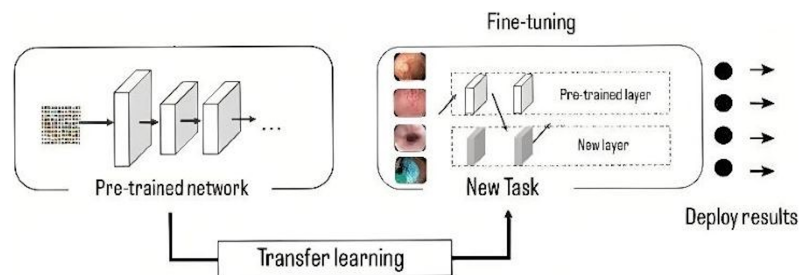 Fine-tuning
Pre-trained layer
...
New layer
Pre-trained network
New Task
Deploy results
Transfer learning